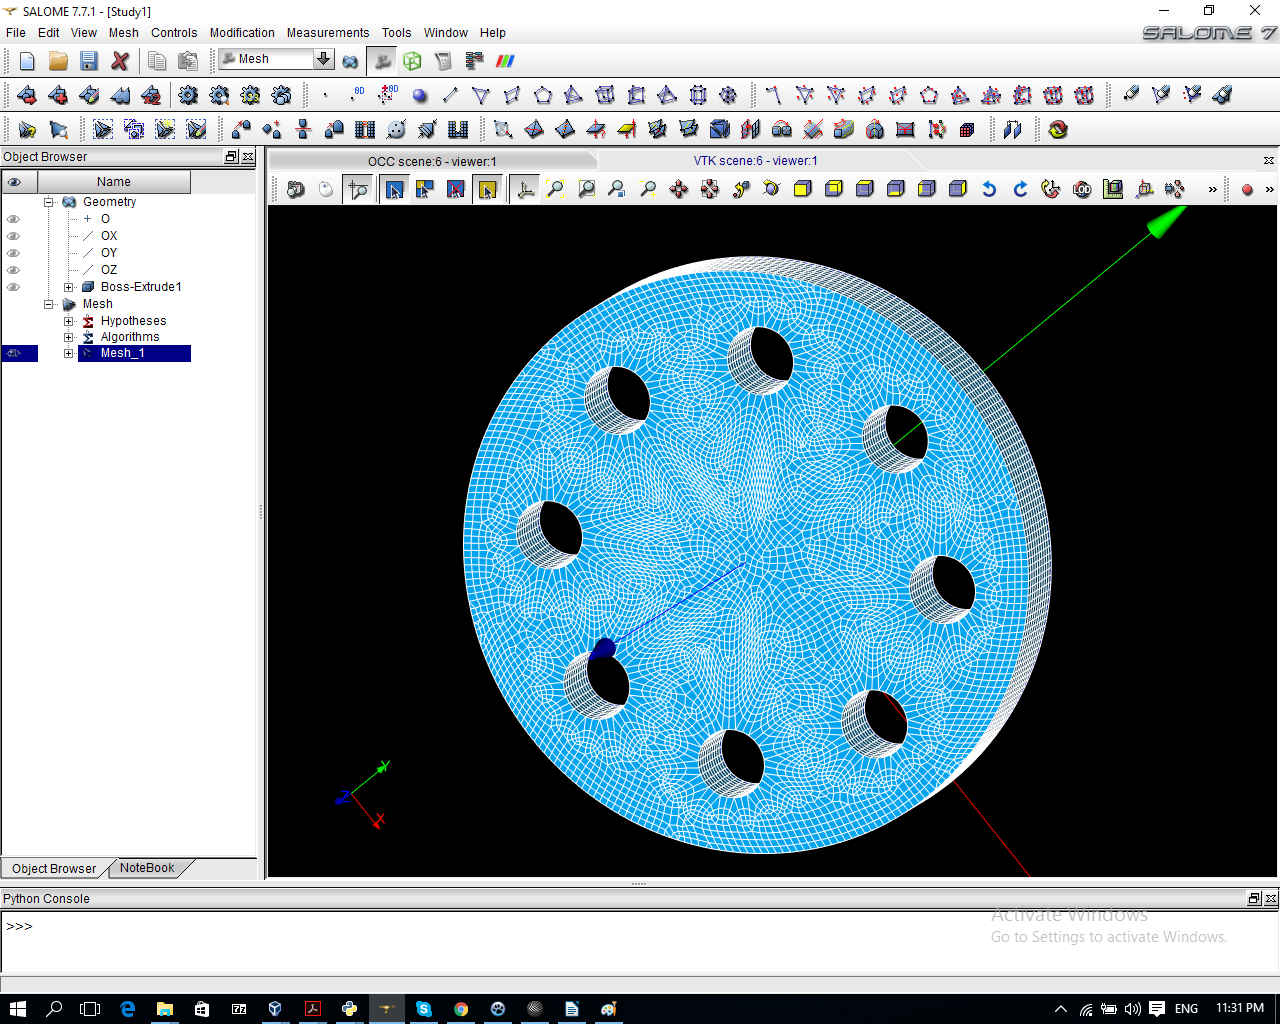 SALOME 7.7.1 - [Study1]
File Edit View Mesh Controls Modification Measurements Tools Window Help
SALOME 7
Mesh
0D
0D
Object Browser
OCC scene:6 - viewer:1
VTK scene:6 - viewer:1
Name
LOD
»
»
Geometry
O
OX
OY
OZ
Boss-Extrude1
Mesh
Hypotheses
Algorithms
Mesh_1
Y
Z
X
Object Browser
NoteBook
Python Console
>>>
Activate Windows
Go to Settings to activate Windows.
ENG
11:31 PM